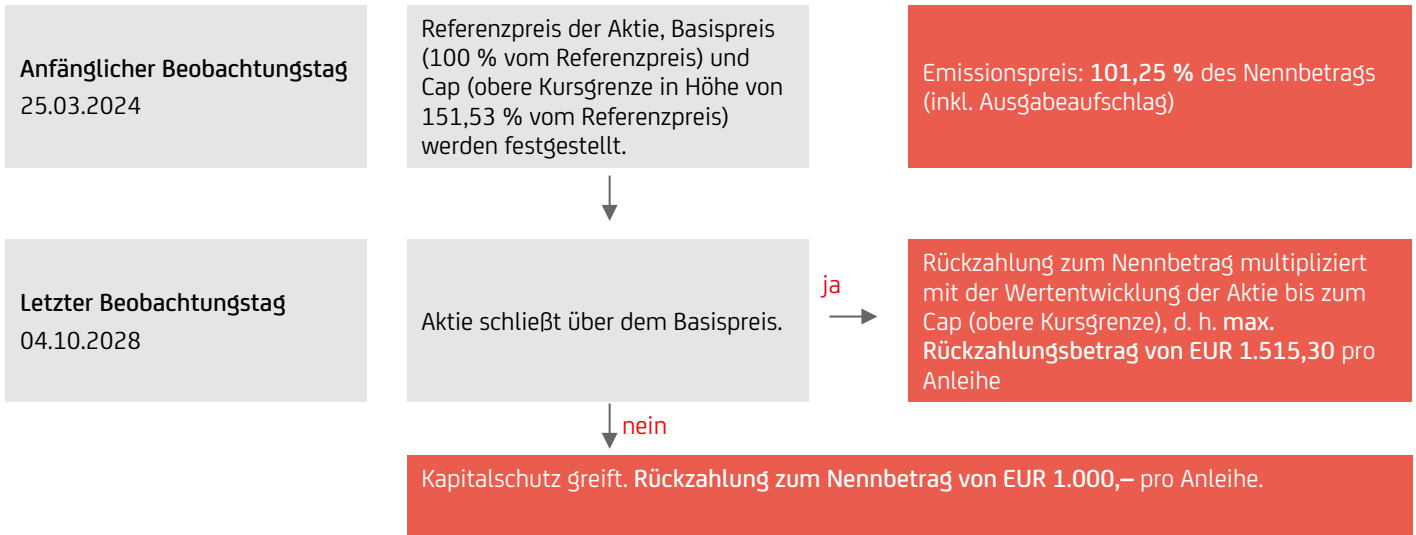 Anfänglicher Beobachtungstag
25.03.2024
Referenzpreis der Aktie, Basispreis
(100 % vom Referenzpreis) und
Cap (obere Kursgrenze in Höhe von
151,53 % vom Referenzpreis)
werden festgestellt.
Emissionspreis: 101,25 % des Nennbetrags
(inkl. Ausgabeaufschlag)
Letzter Beobachtungstag
04.10.2028
Aktie schließt über dem Basispreis.
ja
Rückzahlung zum Nennbetrag multipliziert
mit der Wertentwicklung der Aktie bis zum
Cap (obere Kursgrenze), d. h. max.
Rückzahlungsbetrag von EUR 1.515,30 pro
Anleihe
nein
Kapitalschutz greift. Rückzahlung zum Nennbetrag von EUR 1.000,– pro Anleihe.